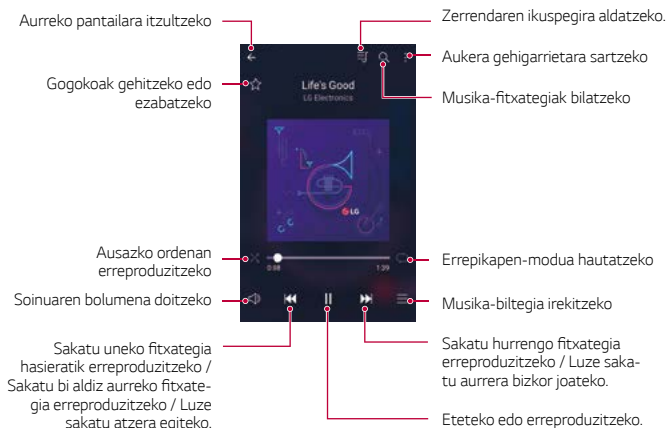 Aurreko pantailara itzultzeko
Gogokoak gehitzeko edo
ezabatzeko
Ausazko ordenan
erreproduzitzeko
Soinuaren bolumena doitzeko
Sakatu uneko fitxategia
hasieratik erreproduzitzeko /
Sakatu bi aldiz aurreko fitxate-
gia erreproduzitzeko / Luze
sakatu atzera egiteko.
Life's Good
LG Electronics
LG
0:08
1:39
Zerrendaren ikuspegira aldatzeko.
Aukera gehigarrietara sartzeko
Musika-fitxategiak bilatzeko
Errepikapen-modua hautatzeko
Musika-biltegia irekitzeko
Sakatu hurrengo fitxategia
erreproduzitzeko / Luze saka-
tu aurrera bizkor joateko.
Eteteko edo erreproduzitzeko.